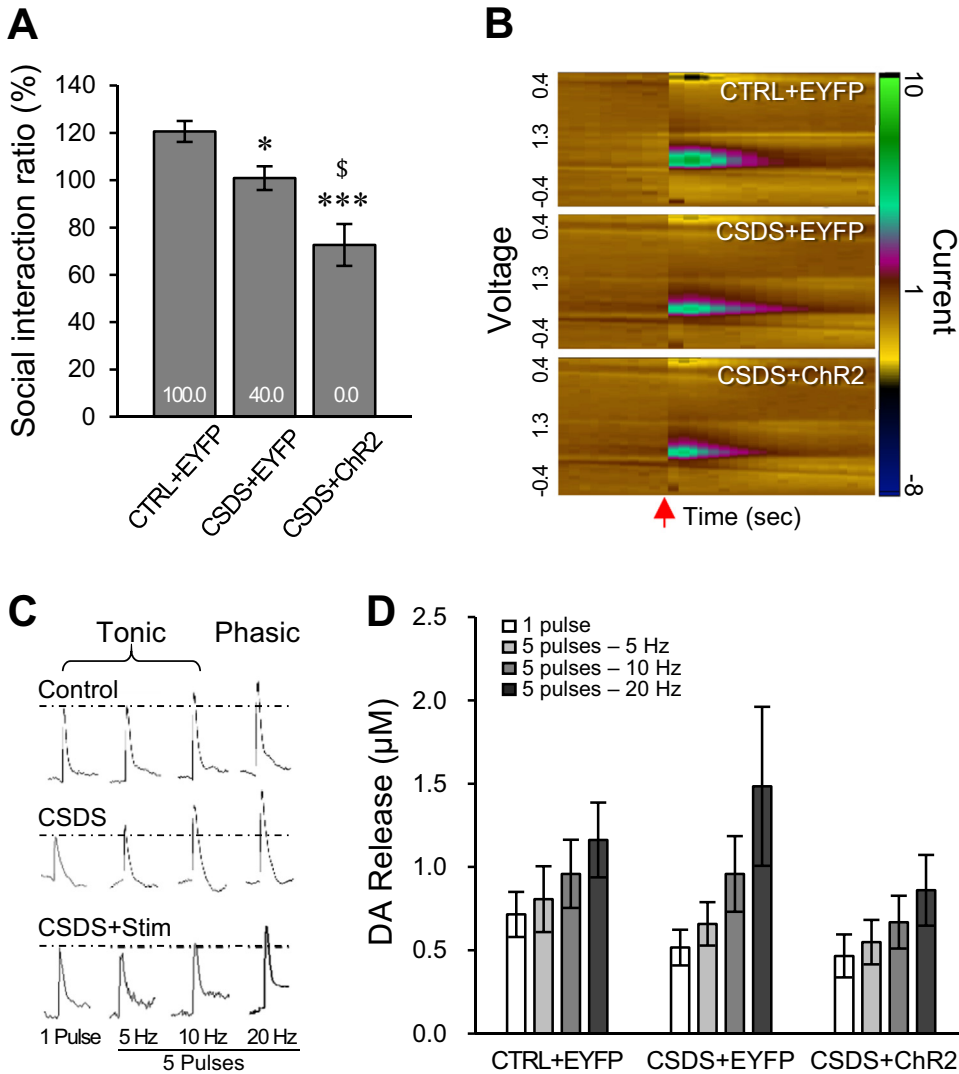 A
Social interaction ratio (%)
140
120
100
80
60
40
20
0
*
$
***
100.0
40.0
0.0
CTRL+EYFP
CSDS+EYFP
CSDS+ChR2
B
Voltage
0.4
1.3
-0.4
CTRL+EYFP
0.4
1.3
-0.4
CSDS+EYFP
0.4
1.3
-0.4
CSDS+ChR2
10
1
-8
Current
Time (sec)
C
Tonic
Phasic
Control
CSDS
CSDS+Stim
1 Pulse
5 Hz
10 Hz
20 Hz
5 Pulses
D
DA Release (µM)
2.5
2.0
1.5
1.0
0.5
0.0
1 pulse
5 pulses – 5 Hz
5 pulses – 10 Hz
5 pulses – 20 Hz
CTRL+EYFP
CSDS+EYFP
CSDS+ChR2